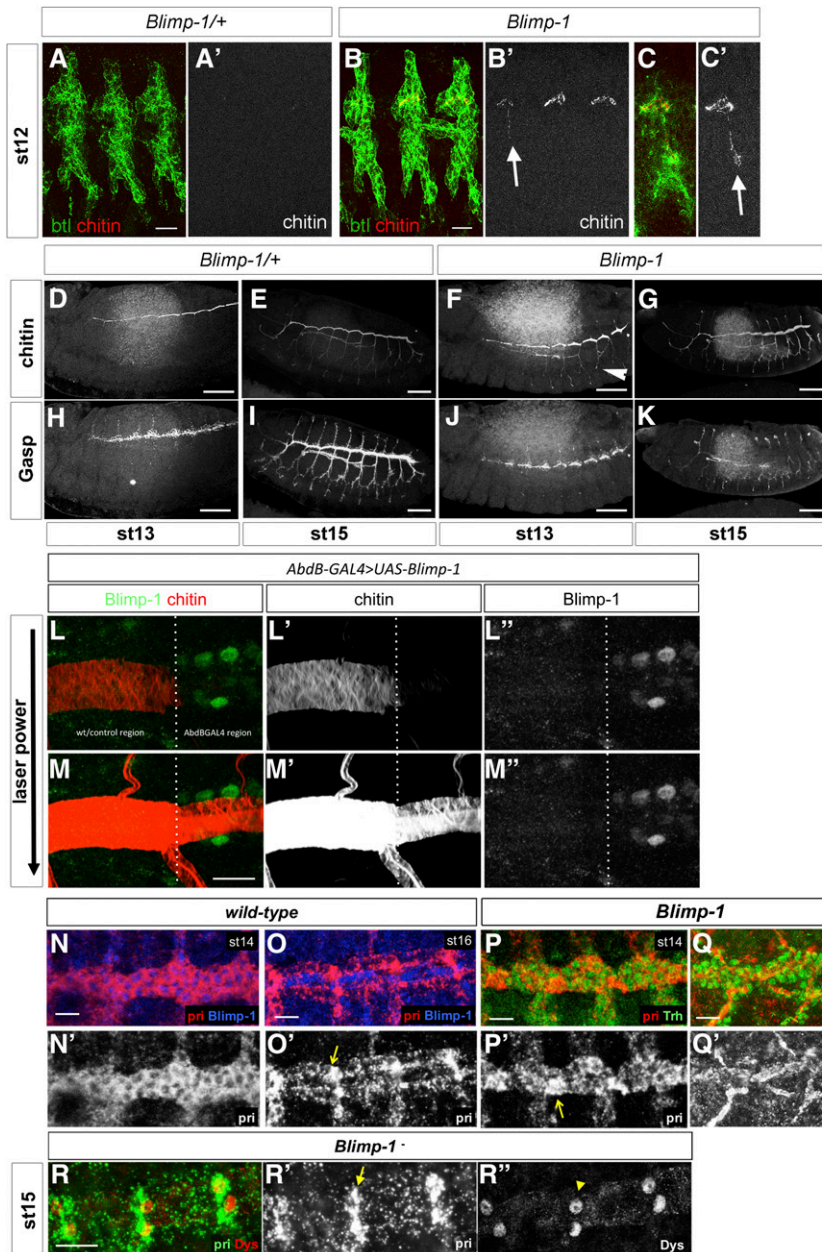 Blimp-1/+
Blimp-1
st12
A
A'
B
B'
C
C'
btl chitin
chitin
btl chitin
chitin
Blimp-1/+
Blimp-1
chitin
D
E
F
G
Gasp
H
I
J
K
st13
st15
st13
st15
AbdB-GAL4>UAS-Blimp-1
Blimp-1 chitin
chitin
Blimp-1
laser power
L
L'
L"
wt/control region
AbdBGAL4 region
M
M'
M"
wild-type
Blimp-1
N
st14
O
st16
P
st14
Q
pri Blimp-1
pri Blimp-1
pri Trh
N'
O'
P'
Q'
pri
pri
pri
Blimp-1 -
st15
R
R'
R"
pri Dys
pri
Dys